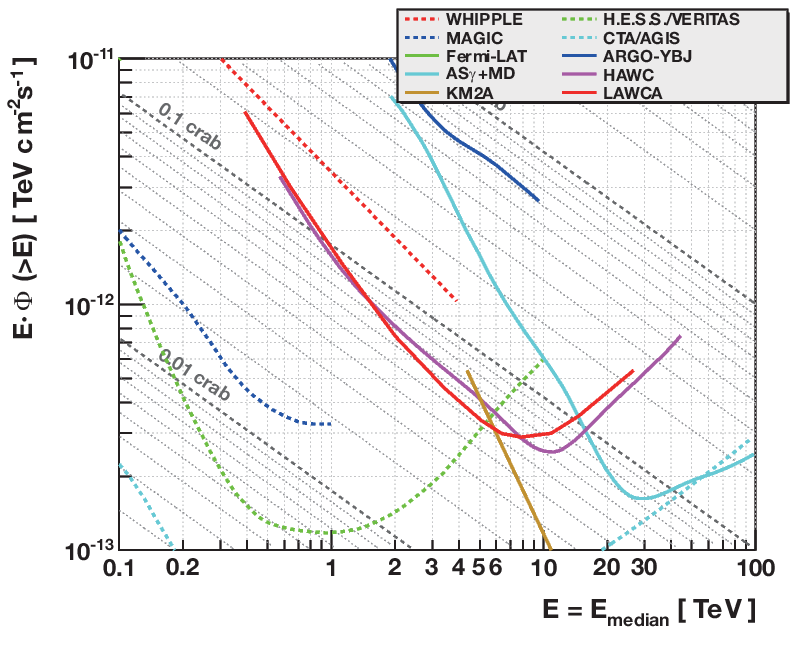 WHIPPLE H.E.S.S./VERITAS
MAGIC CTA/AGIS
Fermi-LAT ARGO-YBJ
ASγ+MD HAWC
KM2A LAWCA
E·Φ (>E) [ TeV cm⁻²s⁻¹]
10⁻¹¹
10⁻¹²
10⁻¹³
0.1 crab
0.01 crab
0.1 0.2 1 2 3 4 5 6 10 20 30 100
E = E_median [ TeV ]